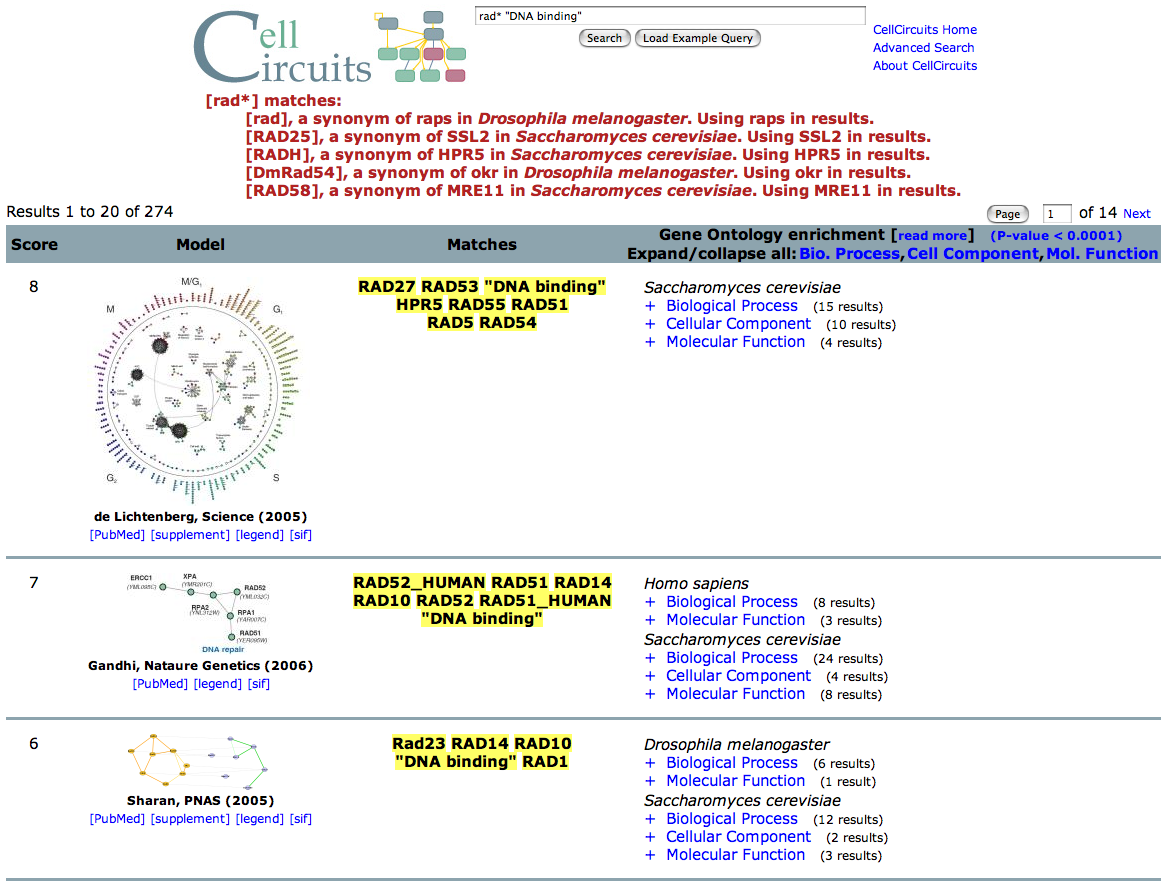 rad* "DNA binding"
Cell Circuits
Search Load Example Query
CellCircuits Home
Advanced Search
About CellCircuits
[rad*] matches:
[rad], a synonym of raps in Drosophila melanogaster. Using raps in results.
[RAD25], a synonym of SSL2 in Saccharomyces cerevisiae. Using SSL2 in results.
[RADH], a synonym of HPR5 in Saccharomyces cerevisiae. Using HPR5 in results.
[DmRad54], a synonym of okr in Drosophila melanogaster. Using okr in results.
[RAD58], a synonym of MRE11 in Saccharomyces cerevisiae. Using MRE11 in results.
Results 1 to 20 of 274
Page 1 of 14 Next
Score Model Matches
Gene Ontology enrichment [read more] (P-value < 0.0001)
Expand/collapse all: Bio. Process, Cell Component, Mol. Function
8
M/G1
M
G1
G2
S
de Lichtenberg, Science (2005)
[PubMed] [supplement] [legend] [sif]
RAD27 RAD53 "DNA binding"
HPR5 RAD55 RAD51
RAD5 RAD54
Saccharomyces cerevisiae
+ Biological Process (15 results)
+ Cellular Component (10 results)
+ Molecular Function (4 results)
7
ERCC1
(YML095C)
XPA
(YMR201C)
RAD52
(YML032C)
RPA2
(YNL312W)
RPA1
(YAR007C)
RAD51
(YER095W)
DNA repair
Gandhi, Nataure Genetics (2006)
[PubMed] [legend] [sif]
RAD52_HUMAN RAD51 RAD14
RAD10 RAD52 RAD51_HUMAN
"DNA binding"
Homo sapiens
+ Biological Process (8 results)
+ Molecular Function (3 results)
Saccharomyces cerevisiae
+ Biological Process (24 results)
+ Cellular Component (4 results)
+ Molecular Function (8 results)
6
Sharan, PNAS (2005)
[PubMed] [supplement] [legend] [sif]
Rad23 RAD14 RAD10
"DNA binding" RAD1
Drosophila melanogaster
+ Biological Process (6 results)
+ Molecular Function (1 result)
Saccharomyces cerevisiae
+ Biological Process (12 results)
+ Cellular Component (2 results)
+ Molecular Function (3 results)